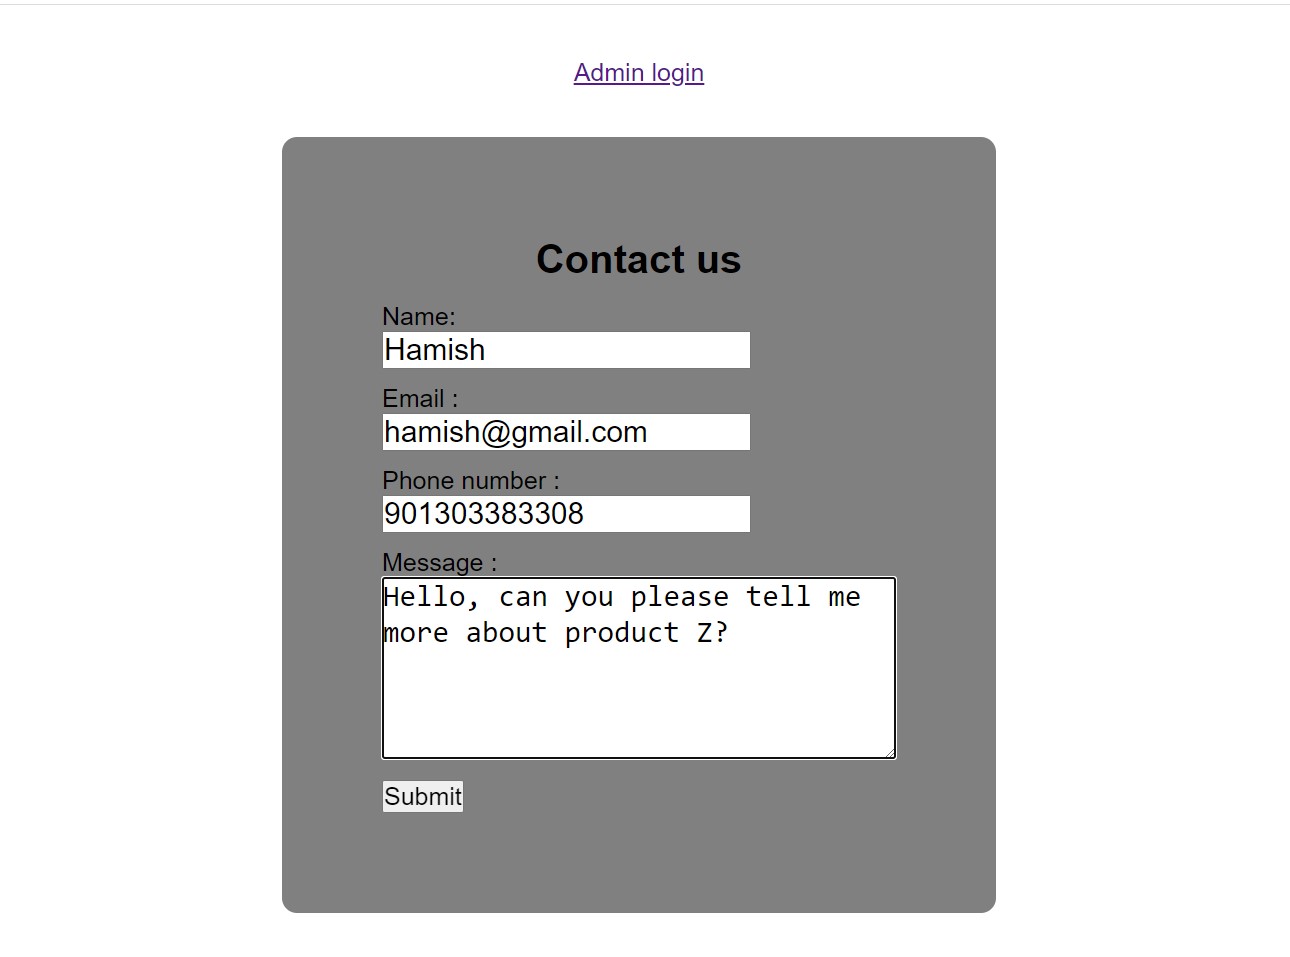 Admin login
Contact us
Name:
Hamish
Email :
hamish@gmail.com
Phone number :
901303383308
Message :
Hello, can you please tell me
more about product Z?
Submit